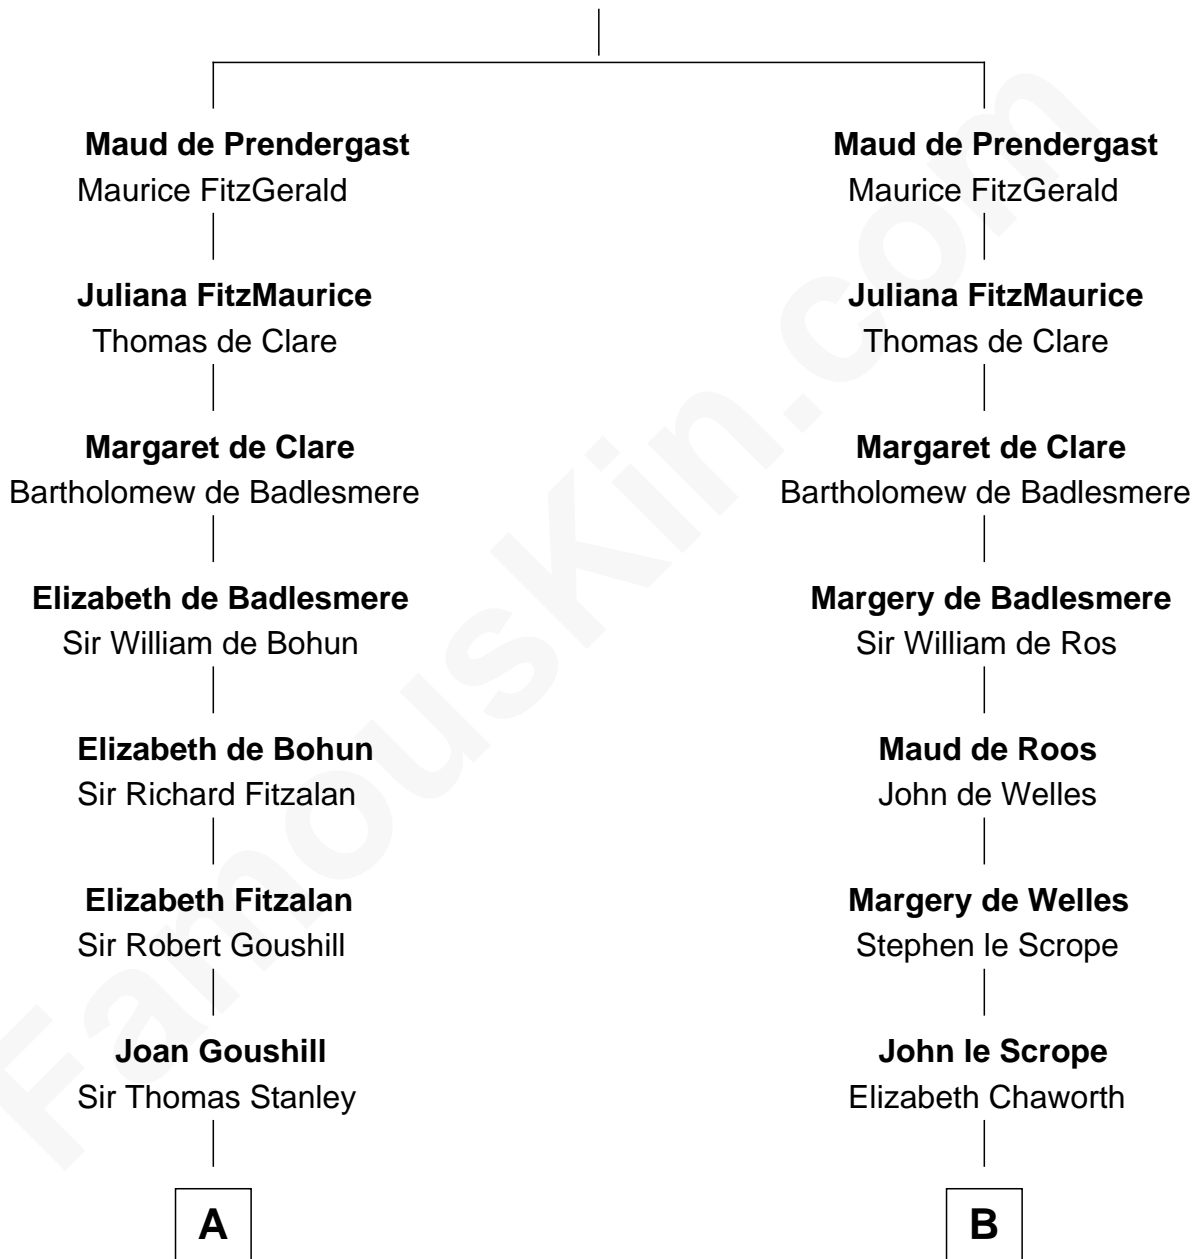 Maud de Prendergast
Maurice FitzGerald
Juliana FitzMaurice
Thomas de Clare
Margaret de Clare
Bartholomew de Badlesmere
Elizabeth de Badlesmere
Sir William de Bohun
Elizabeth de Bohun
Sir Richard Fitzalan
Elizabeth Fitzalan
Sir Robert Goushill
Joan Goushill
Sir Thomas Stanley
A
Maud de Prendergast
Maurice FitzGerald
Juliana FitzMaurice
Thomas de Clare
Margaret de Clare
Bartholomew de Badlesmere
Margery de Badlesmere
Sir William de Ros
Maud de Roos
John de Welles
Margery de Welles
Stephen le Scrope
John le Scrope
Elizabeth Chaworth
B
FamousKin.com